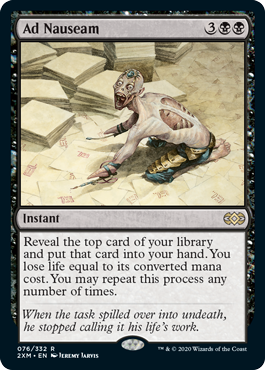 Ad Nauseam 3
Instant
Reveal the top card of your library
and put that card into your hand. You
lose life equal to its converted mana
cost. You may repeat this process any
number of times.
When the task spilled over into undeath,
he stopped calling it his life's work.
076/332 R
2XM • EN Jeremy Jarvis
™ & © 2020 Wizards of the Coast